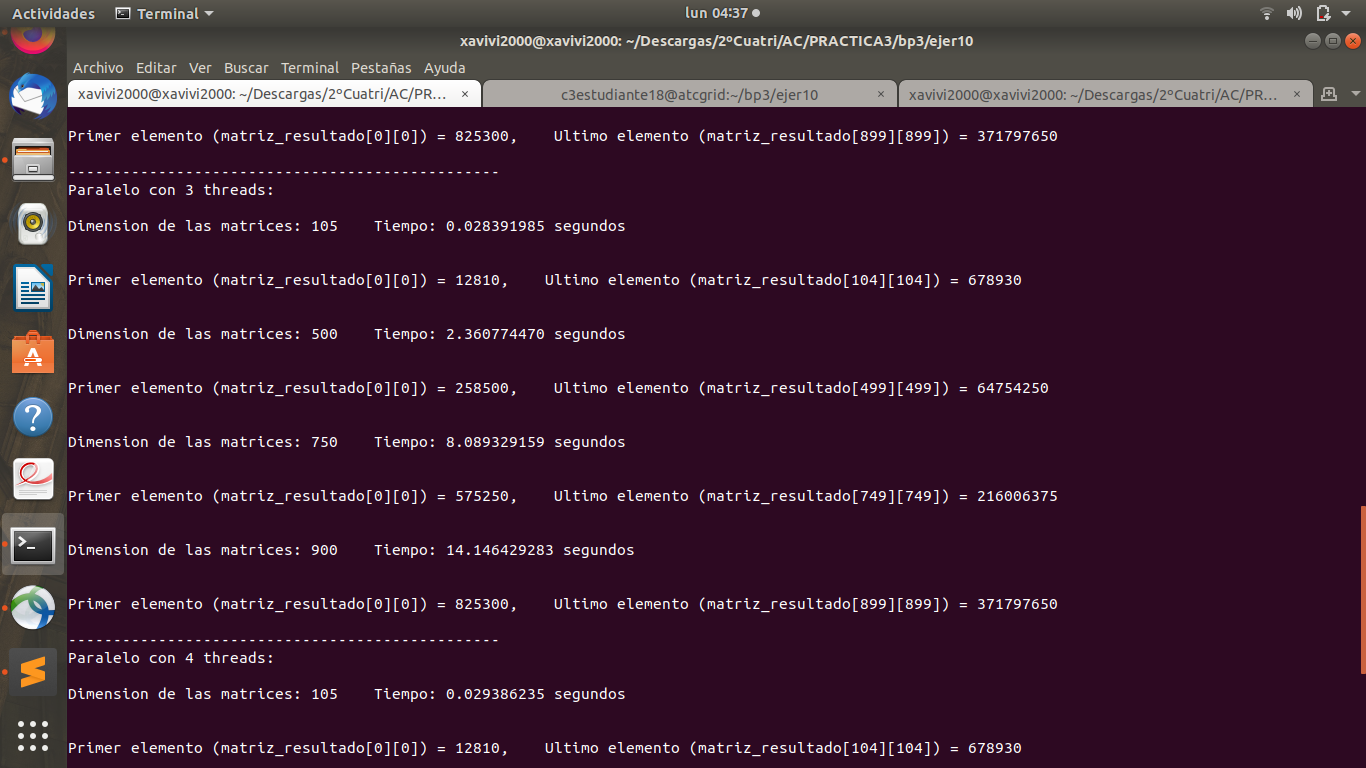 Actividades Terminal lun 04:37
xavivi2000@xavivi2000: ~/Descargas/2ºCuatri/AC/PRACTICA3/bp3/ejer10
Archivo Editar Ver Buscar Terminal Pestañas Ayuda
xavivi2000@xavivi2000: ~/Descargas/2ºCuatri/AC/PR... × c3estudiante18@atcgrid:~/bp3/ejer10 × xavivi2000@xavivi2000: ~/Descargas/2ºCuatri/AC/PR... ×
Primer elemento (matriz_resultado[0][0]) = 825300,    Ultimo elemento (matriz_resultado[899][899]) = 371797650
------------------------------------------------
Paralelo con 3 threads:
Dimension de las matrices: 105    Tiempo: 0.028391985 segundos
Primer elemento (matriz_resultado[0][0]) = 12810,    Ultimo elemento (matriz_resultado[104][104]) = 678930
Dimension de las matrices: 500    Tiempo: 2.360774470 segundos
Primer elemento (matriz_resultado[0][0]) = 258500,    Ultimo elemento (matriz_resultado[499][499]) = 64754250
Dimension de las matrices: 750    Tiempo: 8.089329159 segundos
Primer elemento (matriz_resultado[0][0]) = 575250,    Ultimo elemento (matriz_resultado[749][749]) = 216006375
Dimension de las matrices: 900    Tiempo: 14.146429283 segundos
Primer elemento (matriz_resultado[0][0]) = 825300,    Ultimo elemento (matriz_resultado[899][899]) = 371797650
------------------------------------------------
Paralelo con 4 threads:
Dimension de las matrices: 105    Tiempo: 0.029386235 segundos
Primer elemento (matriz_resultado[0][0]) = 12810,    Ultimo elemento (matriz_resultado[104][104]) = 678930